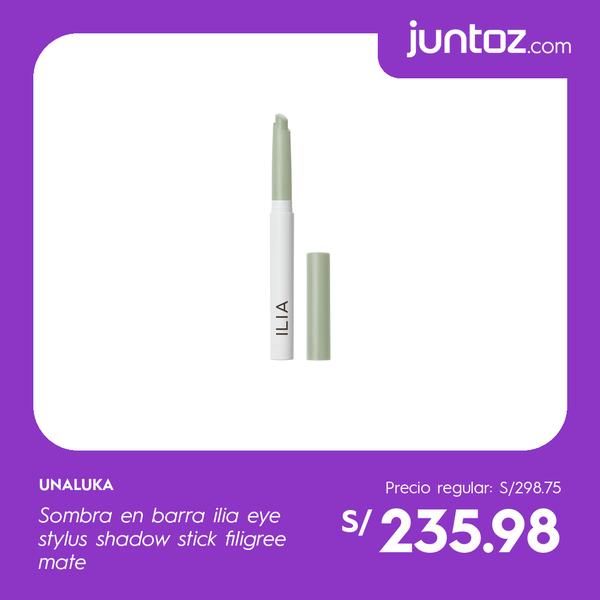 juntoz.com
ILIA
UNALUKA
Sombra en barra ilia eye
stylus shadow stick filigree
mate
Precio regular: S/298.75
S/ 235.98